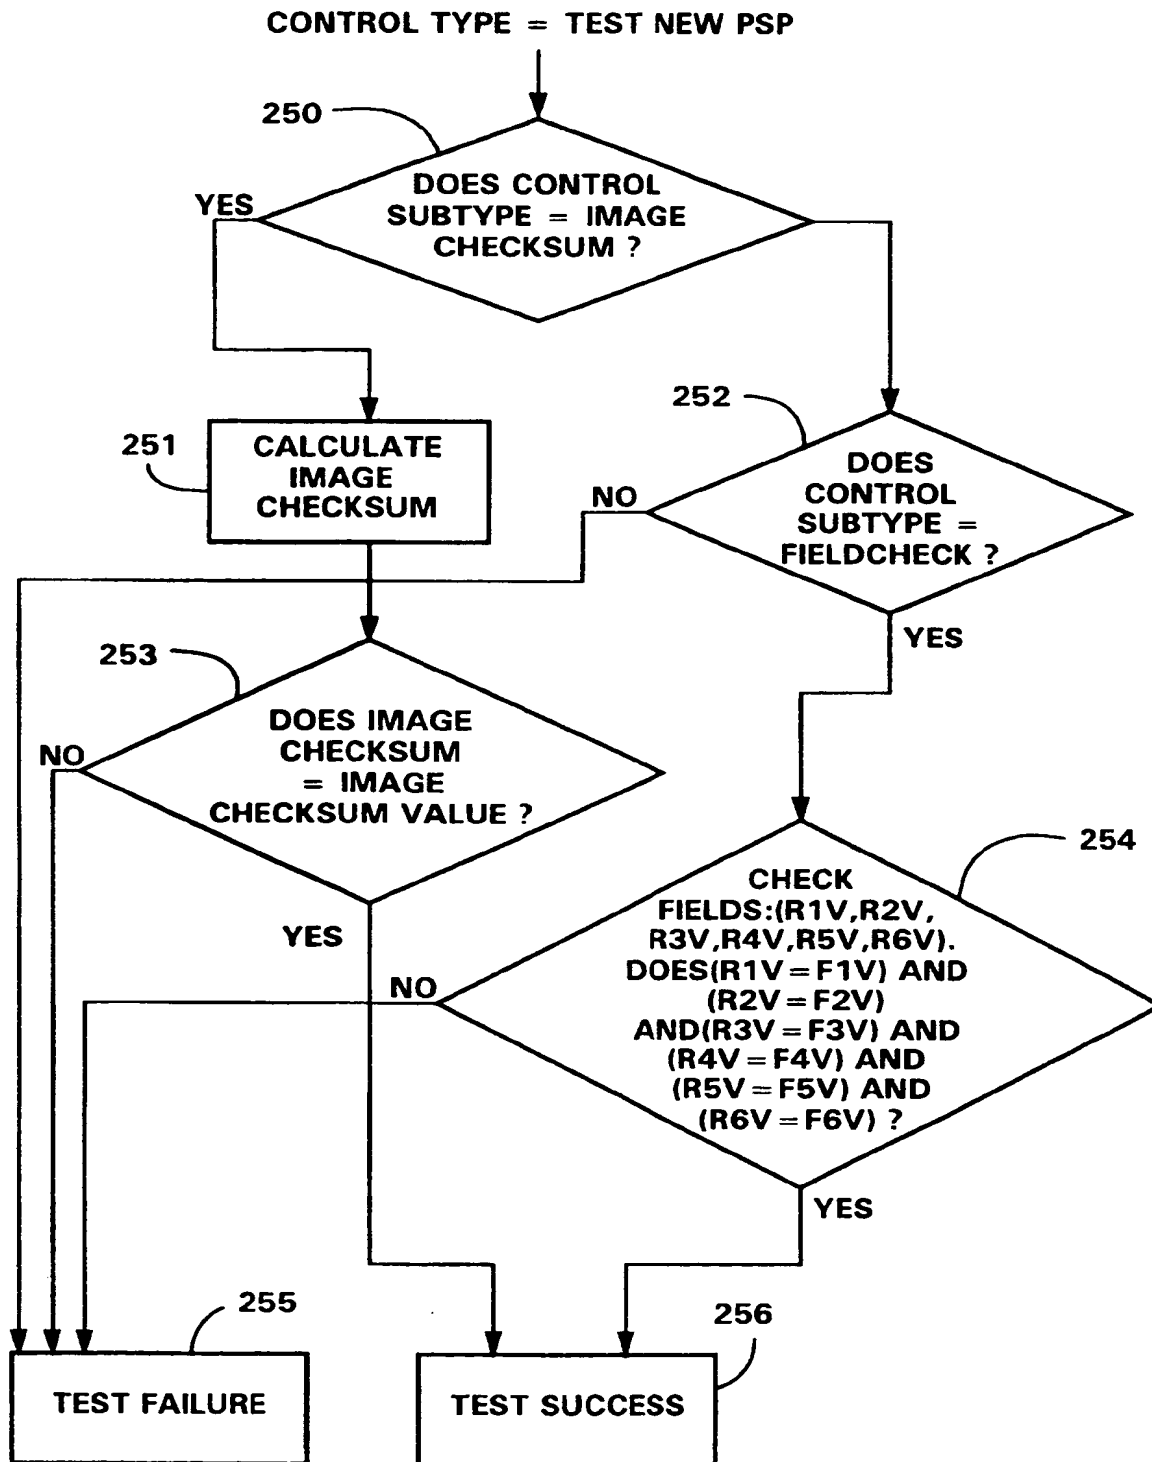 CONTROL TYPE = TEST NEW PSP
250
DOES CONTROL
SUBTYPE = IMAGE
CHECKSUM ?
YES
252
251
CALCULATE
IMAGE
CHECKSUM
DOES
CONTROL
SUBTYPE =
FIELDCHECK ?
NO
YES
253
DOES IMAGE
CHECKSUM
= IMAGE
CHECKSUM VALUE ?
NO
YES
254
CHECK
FIELDS:(R1V,R2V,
R3V,R4V,R5V,R6V).
DOES(R1V=F1V) AND
(R2V=F2V)
AND(R3V=F3V) AND
(R4V=F4V) AND
(R5V=F5V) AND
(R6V=F6V) ?
NO
YES
255
TEST FAILURE
256
TEST SUCCESS